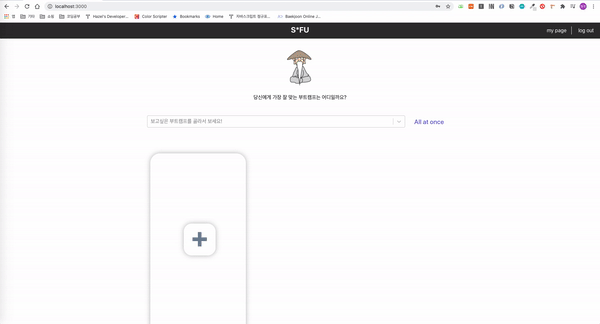 localhost:3000
앱
기타
쇼핑
코딩공부
Hazel's Developer'...
Color Scripter
Bookmarks
Home
자바스크립트 정규표...
Baekjoon Online J...
S*FU
my page
log out
당신에게 가장 잘 맞는 부트캠프는 어디일까요?
보고싶은 부트캠프를 골라서 보세요!
All at once